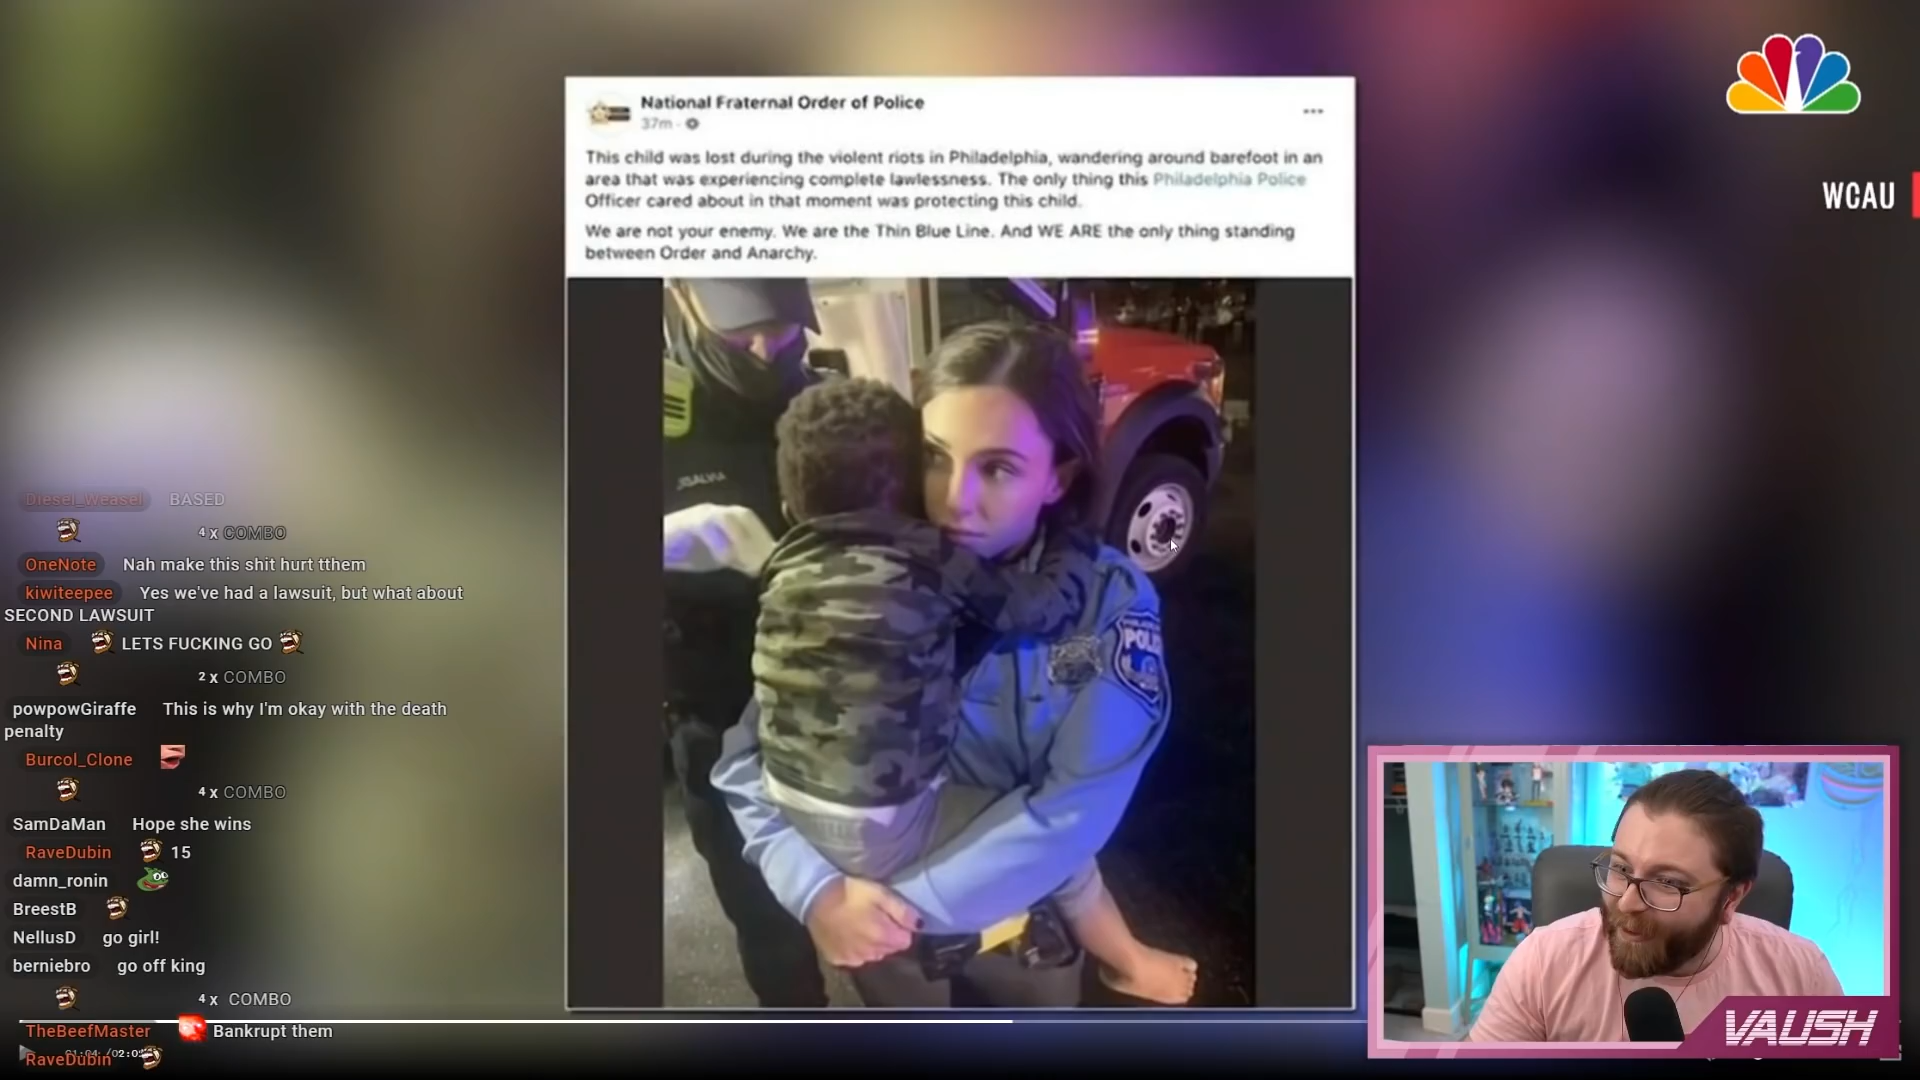 National Fraternal Order of Police
37m
This child was lost during the violent riots in Philadelphia, wandering around barefoot in an
area that was experiencing complete lawlessness. The only thing this Philadelphia Police
Officer cared about in that moment was protecting this child.
We are not your enemy. We are the Thin Blue Line. And WE ARE the only thing standing
between Order and Anarchy.
WCAU
POLI
Diesel_Weasel BASED
4 x COMBO
OneNote Nah make this shit hurt tthem
kiwiteepee Yes we've had a lawsuit, but what about
SECOND LAWSUIT
Nina LETS FUCKING GO
2 x COMBO
powpowGiraffe This is why I'm okay with the death
penalty
Burcol_Clone
4 x COMBO
SamDaMan Hope she wins
RaveDubin 15
damn_ronin
BreestB
NellusD go girl!
berniebro go off king
4 x COMBO
TheBeefMaster Bankrupt them
RaveDubin
VAUSH